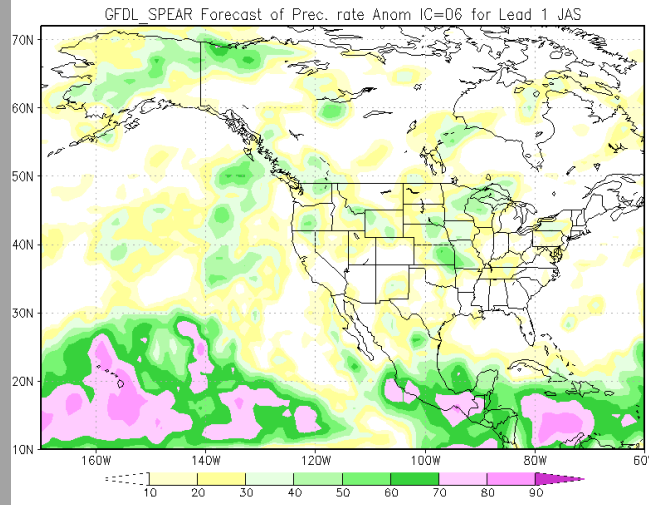 GFDL_SPEAR Forecast of Prec. rate Anom IC=06 for Lead 1 JAS
70N
60N
50N
40N
30N
20N
10N
160W 140W 120W 100W 80W 60
10 20 30 40 50 60 70 80 90